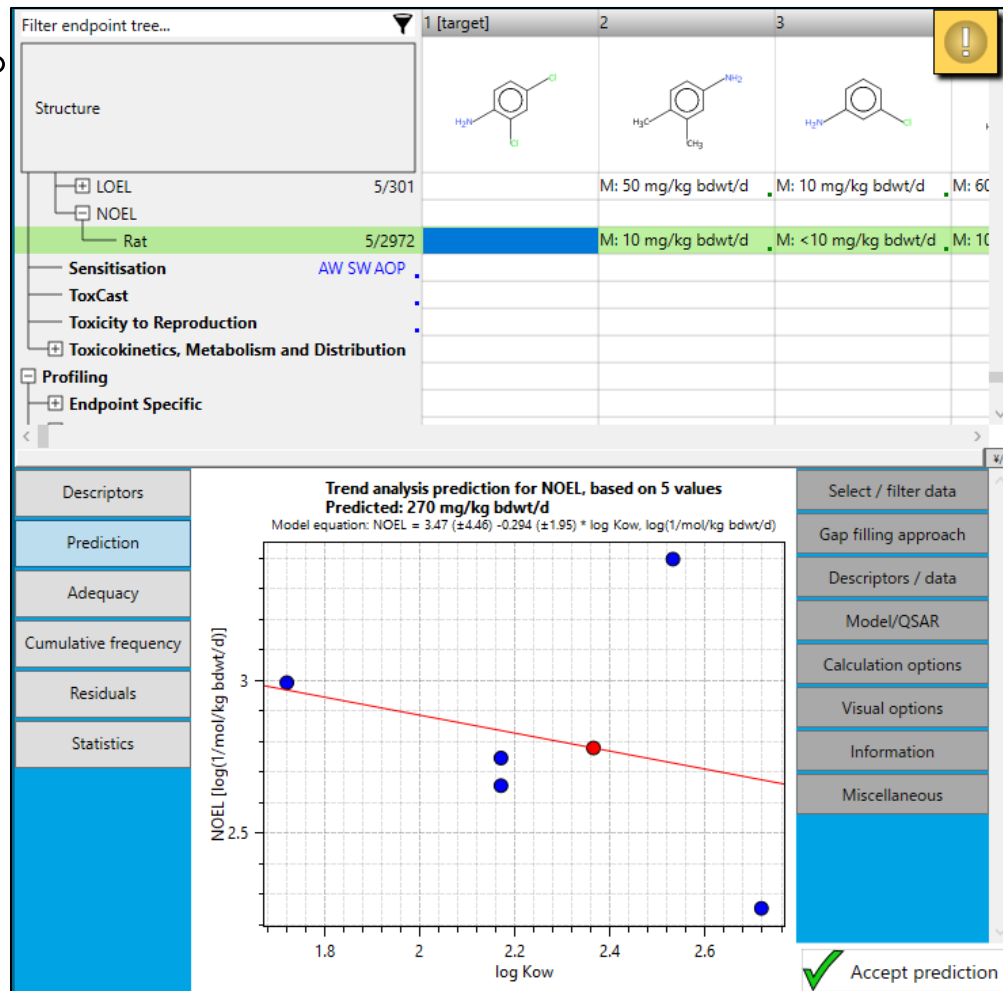 Filter endpoint tree... 1 [target] 2 3
Structure
H₂N Cl Cl
NH₂ H₃C CH₃
H₂N Cl
LOEL 5/301 M: 50 mg/kg bdwt/d M: 10 mg/kg bdwt/d M: 60
NOEL
Rat 5/2972 M: 10 mg/kg bdwt/d M: <10 mg/kg bdwt/d M: 10
Sensitisation AW SW AOP
ToxCast
Toxicity to Reproduction
Toxicokinetics, Metabolism and Distribution
Profiling
Endpoint Specific
Descriptors
Prediction
Adequacy
Cumulative frequency
Residuals
Statistics
Trend analysis prediction for NOEL, based on 5 values
Predicted: 270 mg/kg bdwt/d
Model equation: NOEL = 3.47 (±4.46) -0.294 (±1.95) * log Kow, log(1/mol/kg bdwt/d)
NOEL [log(1/mol/kg bdwt/d)]
3
2.5
1.8 2 2.2 2.4 2.6
log Kow
Select / filter data
Gap filling approach
Descriptors / data
Model/QSAR
Calculation options
Visual options
Information
Miscellaneous
Accept prediction